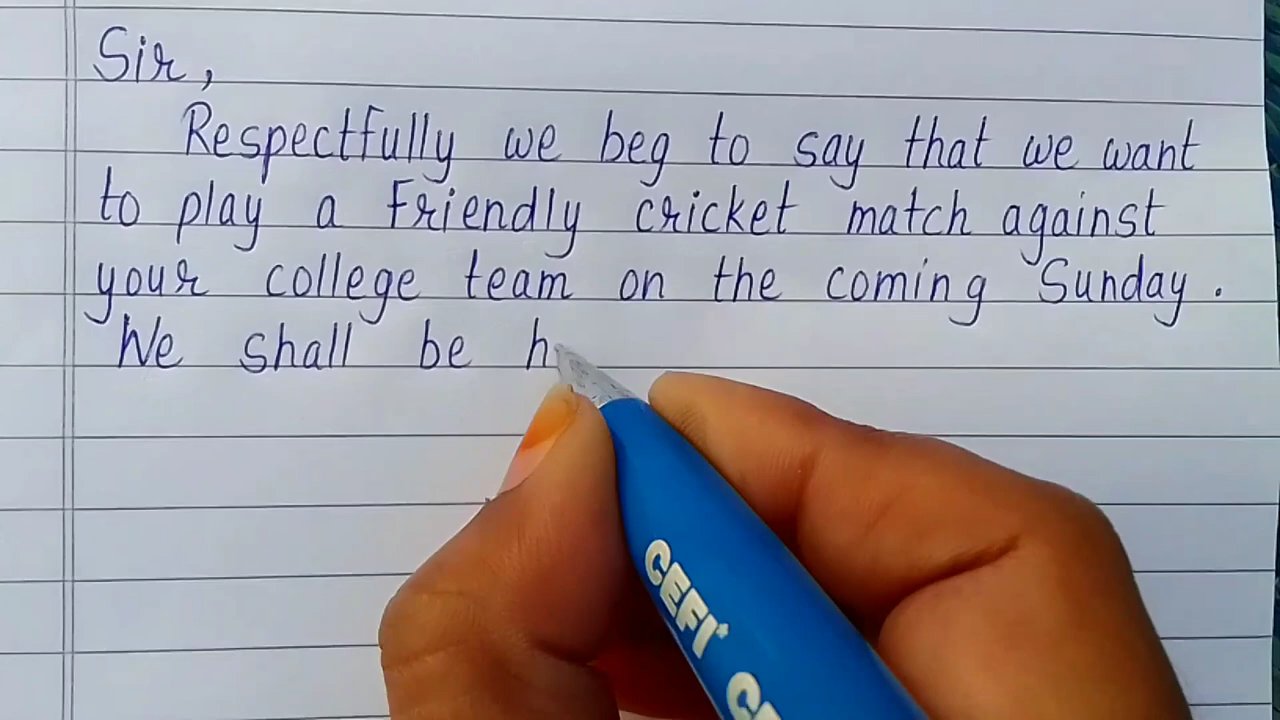 Sir,
Respectfully we beg to say that we want
to play a Friendly cricket match against
your college team on the coming Sunday.
We shall be h
CEFI